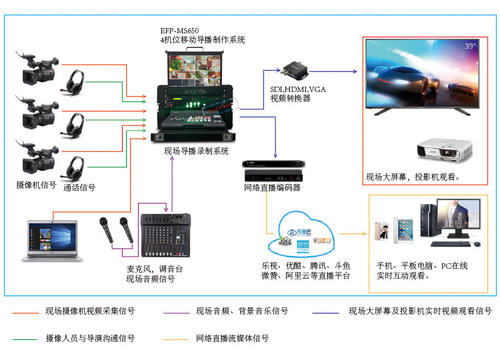 EFP-MS650
4机位移动导播制作系统
39"
SDI,HDMI,VGA
视频转换器
现场导播录制系统
现场大屏幕，投影机观看。
摄像机信号
通话信号
网络直播编码器
麦克风，调音台
现场音频信号
乐视、优酷、腾讯、斗鱼
微赞、阿里云等直播平台
手机、平板电脑、PC在线
实时互动观看。
现场摄像机视频采集信号
现场音频、背景音乐信号
现场大屏幕及投影机实时视频观看信号
摄像人员与导演沟通信号
网络直播流媒体信号